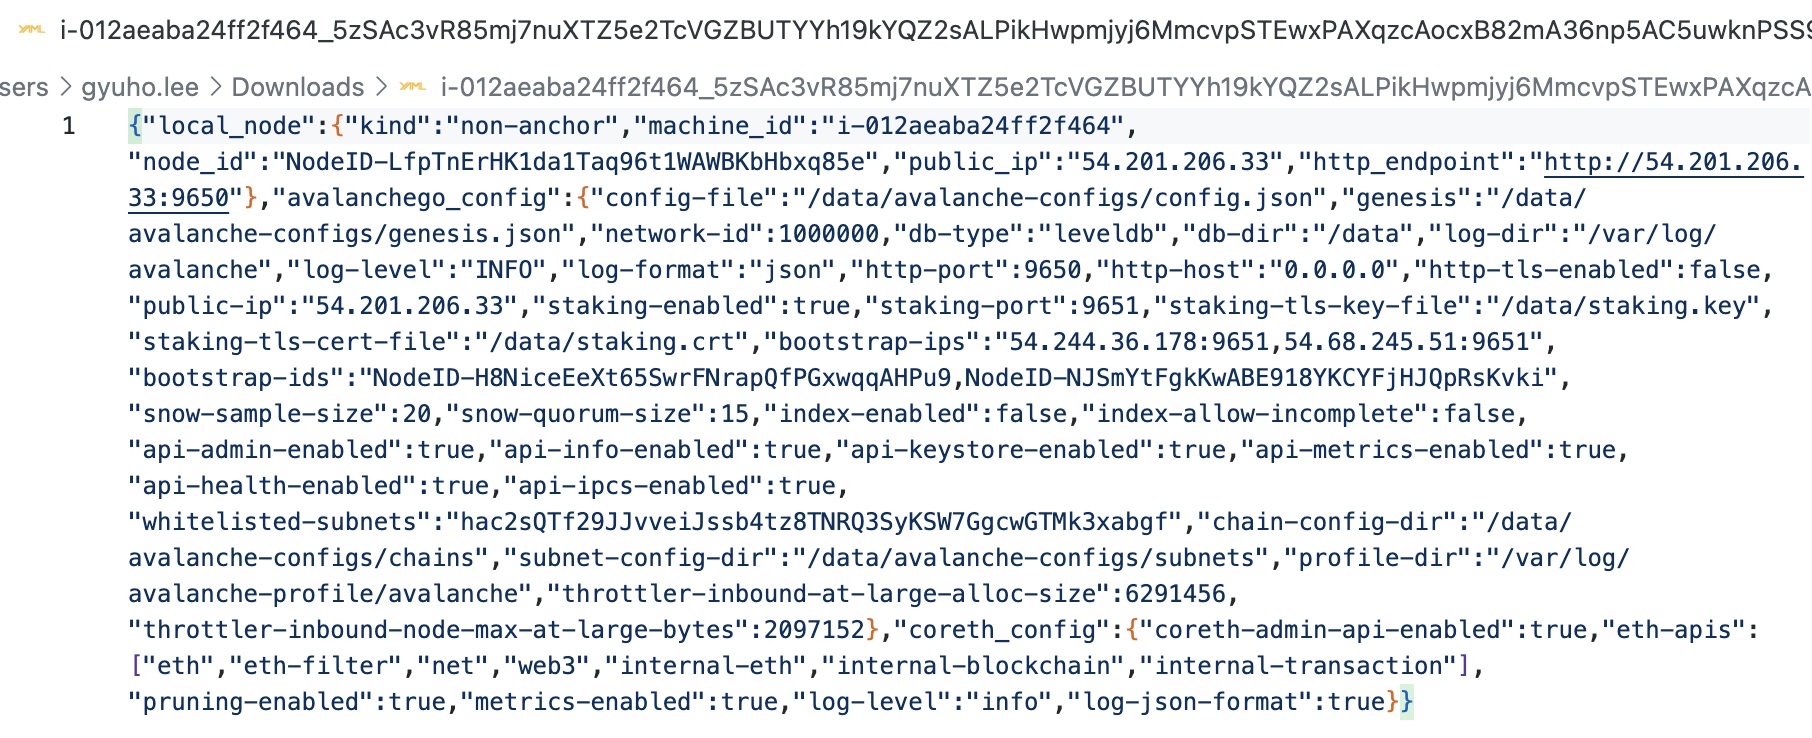 YAML i-012aeaba24ff2f464_5zSAc3vR85mj7nuXTZ5e2TcVGZBUTYYh19kYQZ2sALPikHwpmjyj6MmcvpSTEwxPAXqzcAocxB82mA36np5AC5uwknPSS9
sers > gyuho.lee > Downloads > YAML i-012aeaba24ff2f464_5zSAc3vR85mj7nuXTZ5e2TcVGZBUTYYh19kYQZ2sALPikHwpmjyj6MmcvpSTEwxPAXqzcA
1 {"local_node":{"kind":"non-anchor","machine_id":"i-012aeaba24ff2f464",
"node_id":"NodeID-LfpTnErHK1da1Taq96t1WAWBKbHbxq85e","public_ip":"54.201.206.33","http_endpoint":"http://54.201.206.
33:9650"},"avalanchego_config":{"config-file":"/data/avalanche-configs/config.json","genesis":"/data/
avalanche-configs/genesis.json","network-id":1000000,"db-type":"leveldb","db-dir":"/data","log-dir":"/var/log/
avalanche","log-level":"INFO","log-format":"json","http-port":9650,"http-host":"0.0.0.0","http-tls-enabled":false,
"public-ip":"54.201.206.33","staking-enabled":true,"staking-port":9651,"staking-tls-key-file":"/data/staking.key",
"staking-tls-cert-file":"/data/staking.crt","bootstrap-ips":"54.244.36.178:9651,54.68.245.51:9651",
"bootstrap-ids":"NodeID-H8NiceEeXt65SwrFNrapQfPGxwqqAHPu9,NodeID-NJSmYtFgkKwABE918YKCYFjHJQpRsKvki",
"snow-sample-size":20,"snow-quorum-size":15,"index-enabled":false,"index-allow-incomplete":false,
"api-admin-enabled":true,"api-info-enabled":true,"api-keystore-enabled":true,"api-metrics-enabled":true,
"api-health-enabled":true,"api-ipcs-enabled":true,
"whitelisted-subnets":"hac2sQTf29JJvveiJssb4tz8TNRQ3SyKSW7GgcwGTMk3xabgf","chain-config-dir":"/data/
avalanche-configs/chains","subnet-config-dir":"/data/avalanche-configs/subnets","profile-dir":"/var/log/
avalanche-profile/avalanche","throttler-inbound-at-large-alloc-size":6291456,
"throttler-inbound-node-max-at-large-bytes":2097152},"coreth_config":{"coreth-admin-api-enabled":true,"eth-apis":
["eth","eth-filter","net","web3","internal-eth","internal-blockchain","internal-transaction"],
"pruning-enabled":true,"metrics-enabled":true,"log-level":"info","log-json-format":true}}